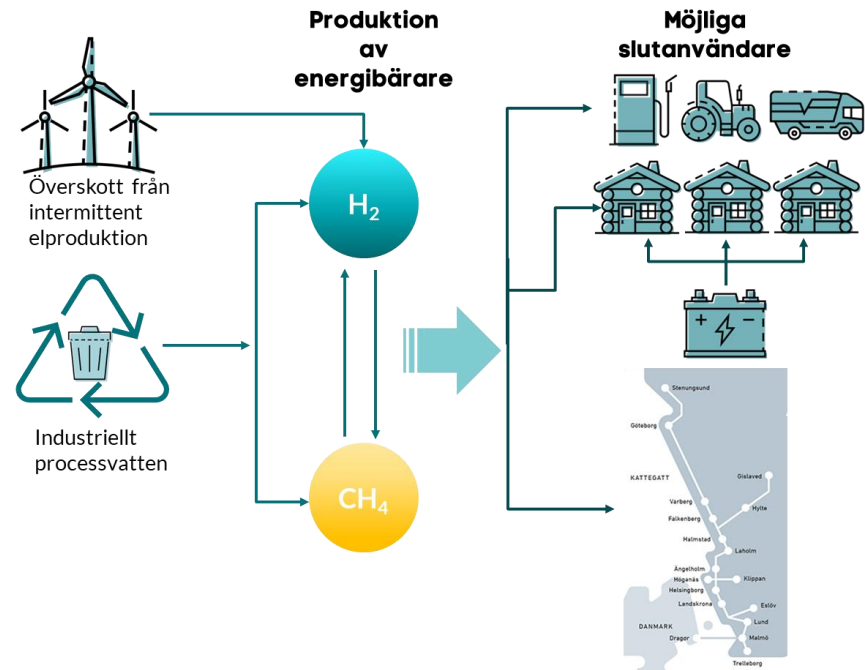 Produktion
av
energibärare
Möjliga
slutanvändare
Överskott från
intermittent
elproduktion
H₂
Industriellt
processvatten
CH₄
+ −
Stenungsund
Göteborg
KATTEGATT
Gislaved
Varberg
Hylte
Falkenberg
Halmstad
Laholm
Ängelholm
Höganäs
Klippan
Helsingborg
Landskrona
Eslöv
Lund
DANMARK
Dragor
Malmö
Trelleborg